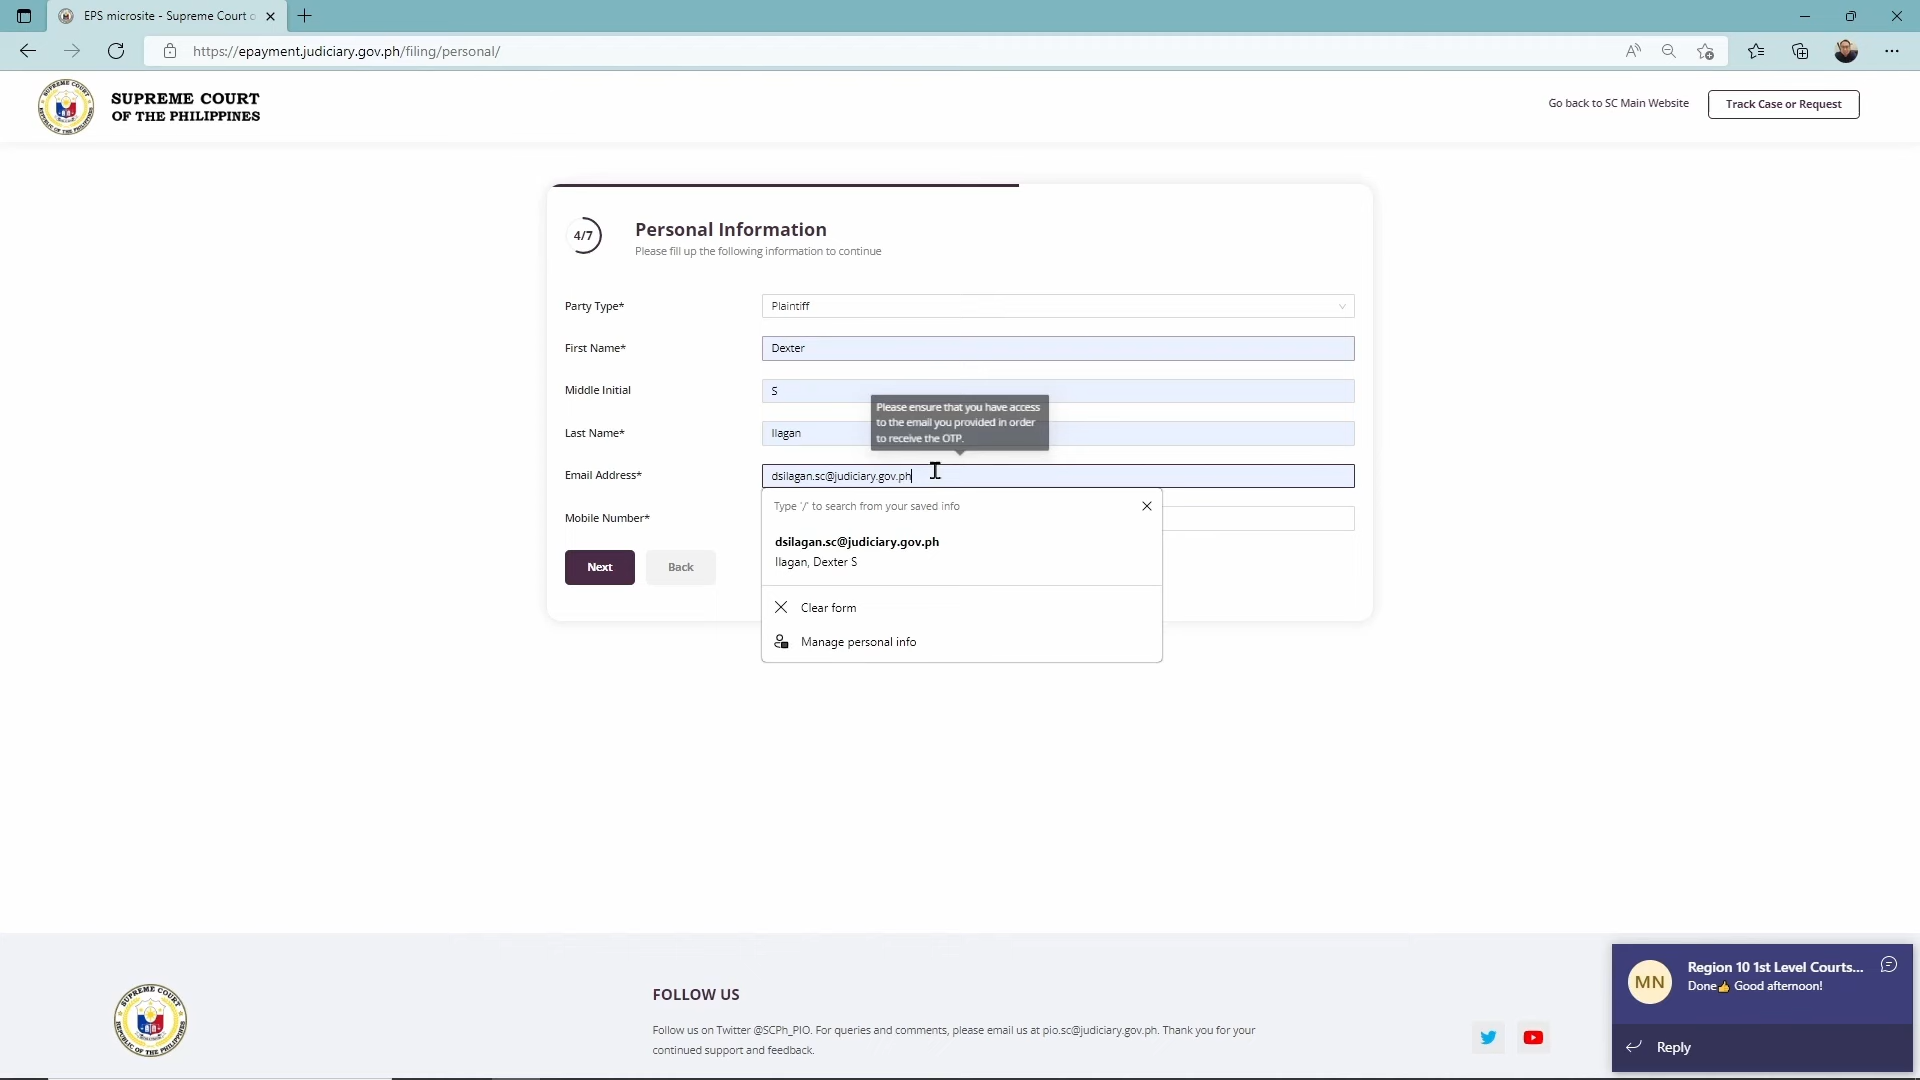 EPS microsite - Supreme Court o
https://epayment.judiciary.gov.ph/filing/personal/
SUPREME COURT
OF THE PHILIPPINES
Go back to SC Main Website
Track Case or Request
4/7
Personal Information
Please fill up the following information to continue
Party Type*
Plaintiff
First Name*
Dexter
Middle Initial
S
Please ensure that you have access
to the email you provided in order
to receive the OTP.
Last Name*
Ilagan
Email Address*
dsilagan.sc@judiciary.gov.ph
Type '/' to search from your saved info
Mobile Number*
dsilagan.sc@judiciary.gov.ph
Ilagan, Dexter S
Next
Back
Clear form
Manage personal info
FOLLOW US
Follow us on Twitter @SCPh_PIO. For queries and comments, please email us at pio.sc@judiciary.gov.ph. Thank you for your
continued support and feedback.
MN
Region 10 1st Level Courts...
Done👍 Good afternoon!
Reply